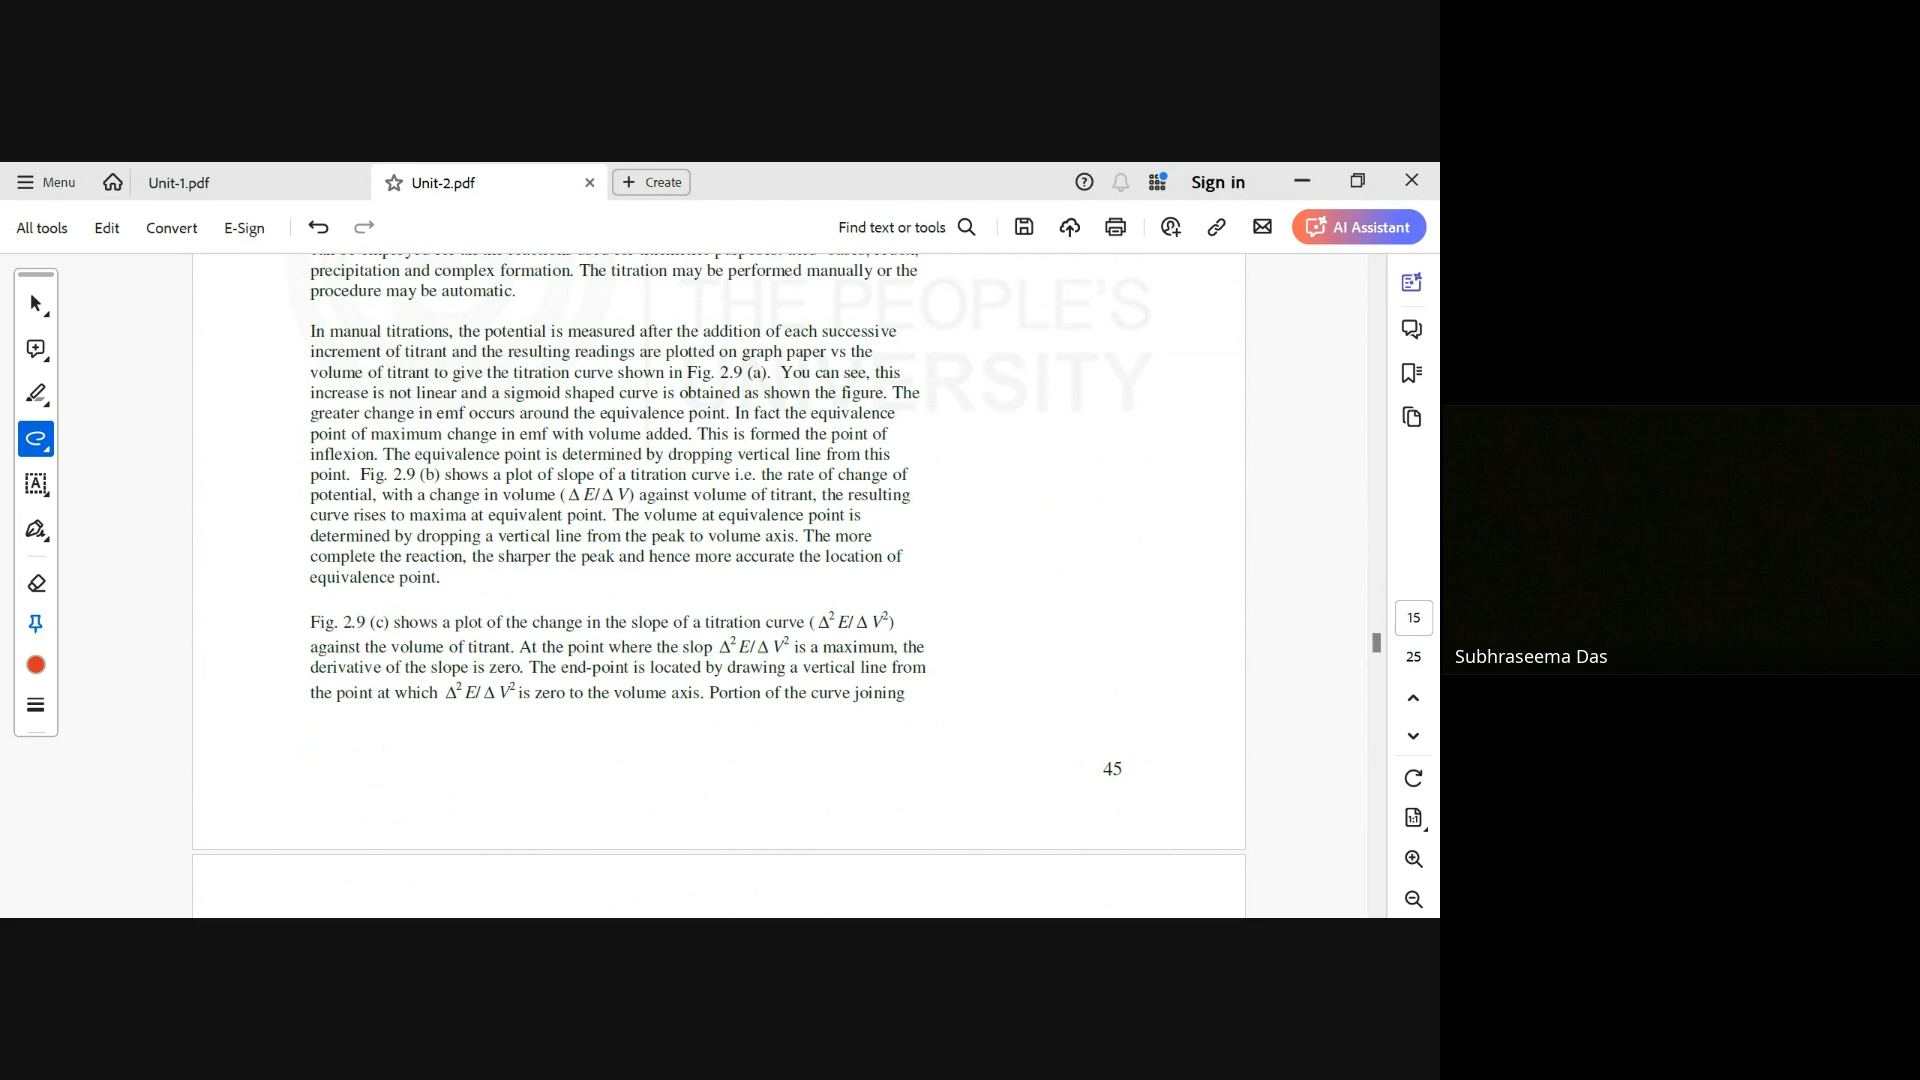 Menu
Unit-1.pdf
Unit-2.pdf
Create
Sign in
All tools
Edit
Convert
E-Sign
Find text or tools
AI Assistant
precipitation and complex formation. The titration may be performed manually or the
procedure may be automatic.
THE PEOPLE'S
UNIVERSITY
In manual titrations, the potential is measured after the addition of each successive
increment of titrant and the resulting readings are plotted on graph paper vs the
volume of titrant to give the titration curve shown in Fig. 2.9 (a). You can see, this
increase is not linear and a sigmoid shaped curve is obtained as shown the figure. The
greater change in emf occurs around the equivalence point. In fact the equivalence
point of maximum change in emf with volume added. This is formed the point of
inflexion. The equivalence point is determined by dropping vertical line from this
point. Fig. 2.9 (b) shows a plot of slope of a titration curve i.e. the rate of change of
potential, with a change in volume (Δ E/Δ V) against volume of titrant, the resulting
curve rises to maxima at equivalent point. The volume at equivalence point is
determined by dropping a vertical line from the peak to volume axis. The more
complete the reaction, the sharper the peak and hence more accurate the location of
equivalence point.
Fig. 2.9 (c) shows a plot of the change in the slope of a titration curve (Δ² E/Δ V²)
against the volume of titrant. At the point where the slop Δ² E/Δ V² is a maximum, the
derivative of the slope is zero. The end-point is located by drawing a vertical line from
the point at which Δ² E/Δ V² is zero to the volume axis. Portion of the curve joining
45
15
25
Subhraseema Das